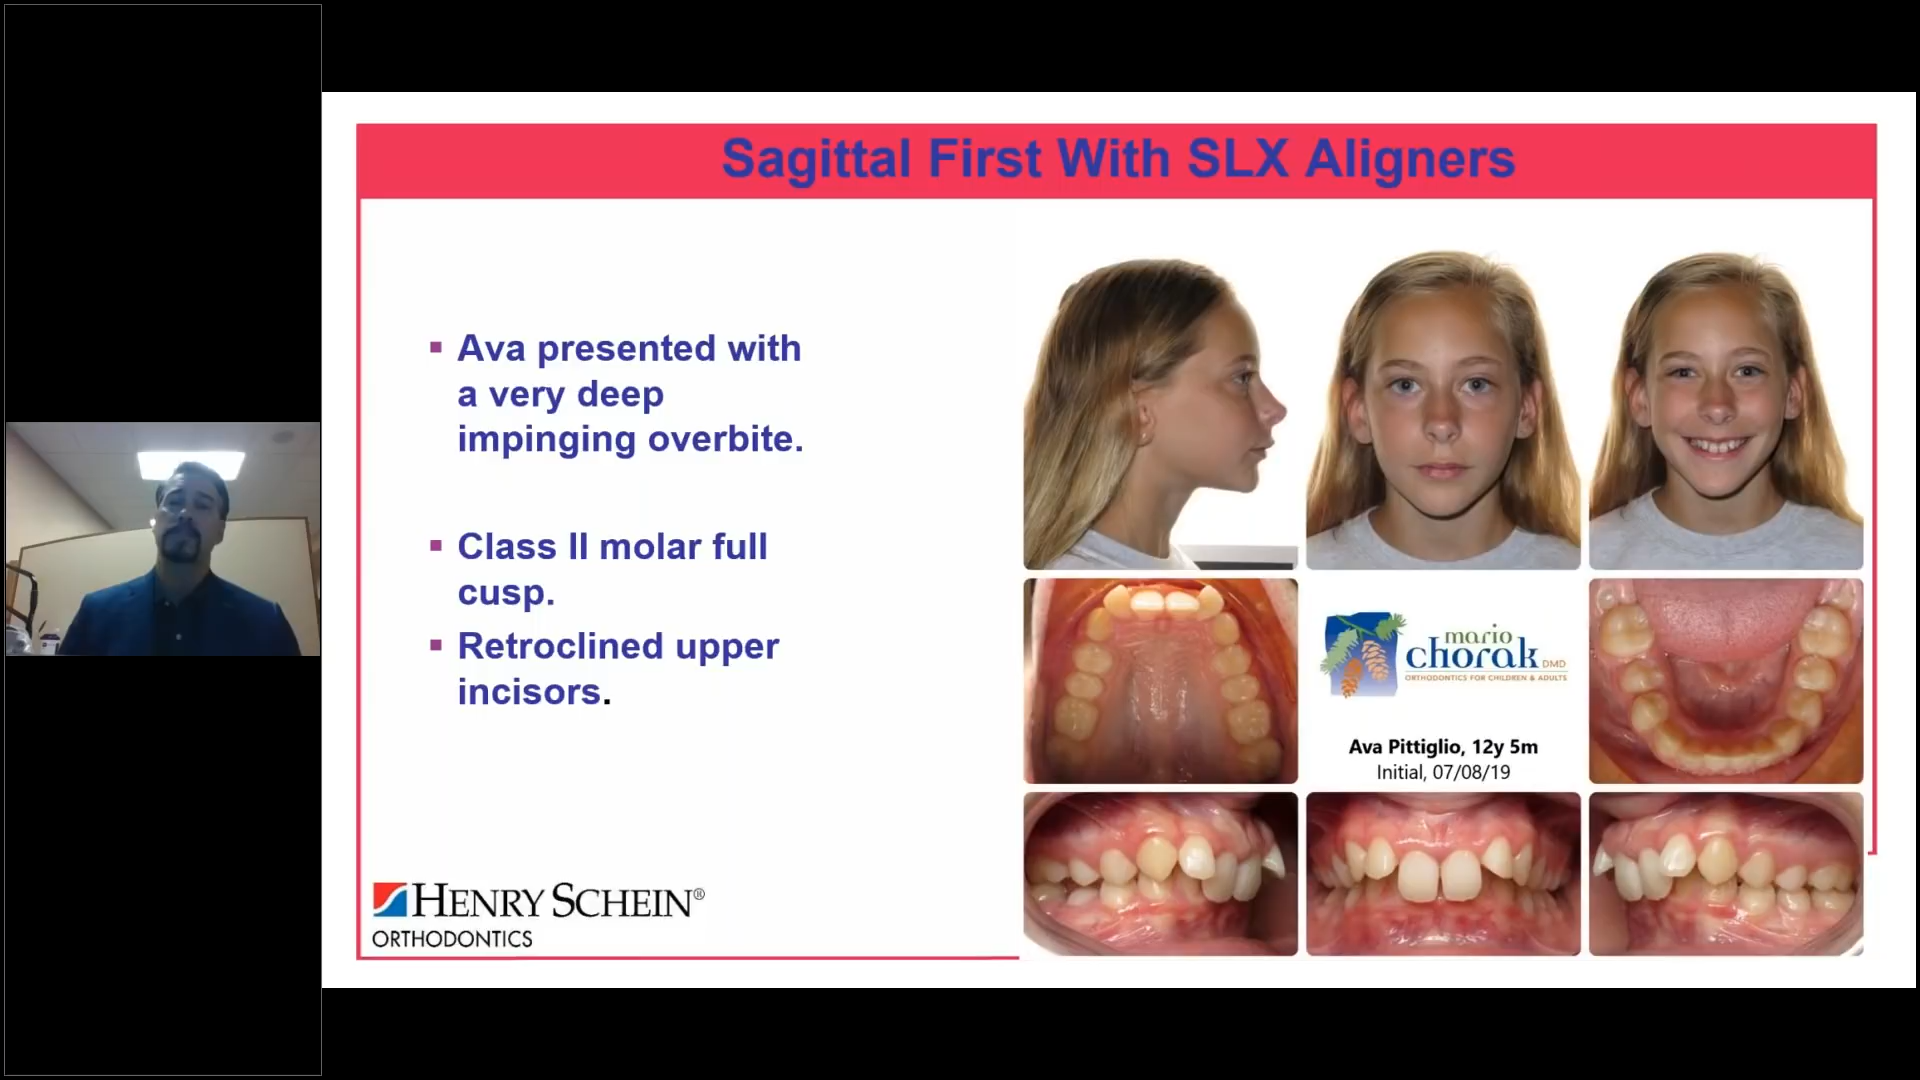 Sagittal First With SLX Aligners
▪ Ava presented with
a very deep
impinging overbite.
▪ Class II molar full
cusp.
▪ Retroclined upper
incisors.
HENRY SCHEIN®
ORTHODONTICS
mario
chorak DMD
ORTHODONTICS FOR CHILDREN & ADULTS
Ava Pittiglio, 12y 5m
Initial, 07/08/19